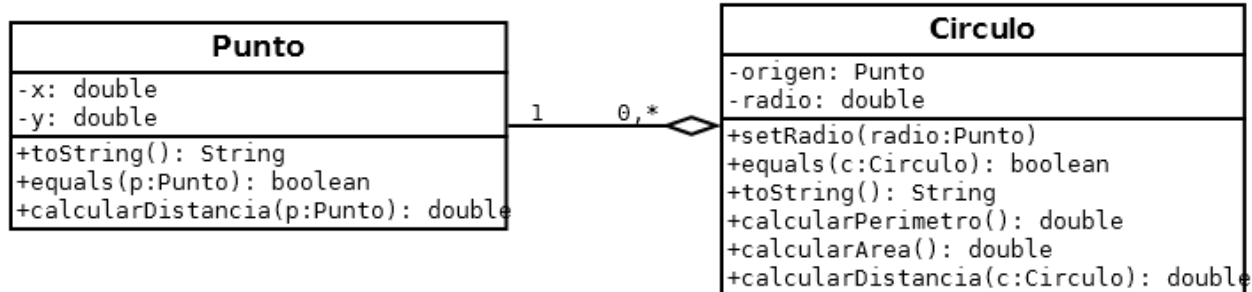 Punto
-x: double
-y: double
+toString(): String
+equals(p:Punto): boolean
+calcularDistancia(p:Punto): double
1
0,*
Circulo
-origen: Punto
-radio: double
+setRadio(radio:Punto)
+equals(c:Circulo): boolean
+toString(): String
+calcularPerimetro(): double
+calcularArea(): double
+calcularDistancia(c:Circulo): double